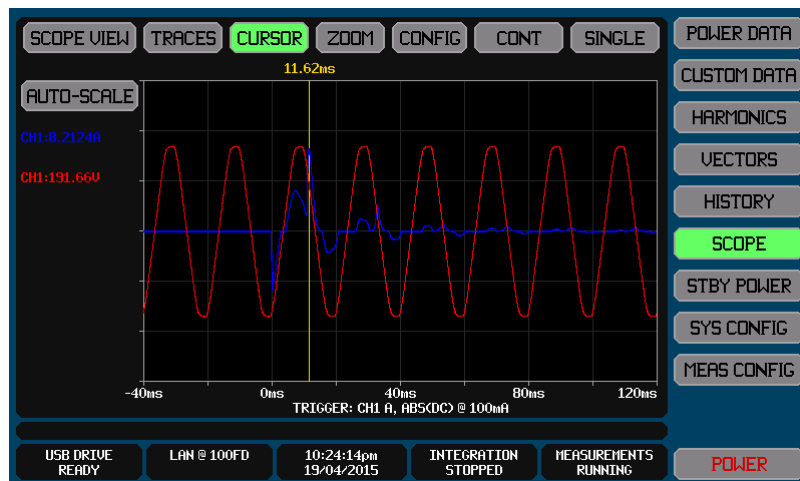 SCOPE VIEW TRACES CURSOR ZOOM CONFIG CONT SINGLE POWER DATA
11.62ms
CUSTOM DATA
AUTO-SCALE
HARMONICS
CH1:8.2124A
VECTORS
CH1:191.66V
HISTORY
SCOPE
STBY POWER
SYS CONFIG
MEAS CONFIG
-40ms 0ms 40ms 80ms 120ms
TRIGGER: CH1 A, ABS(DC) @ 100mA
USB DRIVE READY
LAN @ 100FD
10:24:14pm
19/04/2015
INTEGRATION STOPPED
MEASUREMENTS RUNNING
POWER